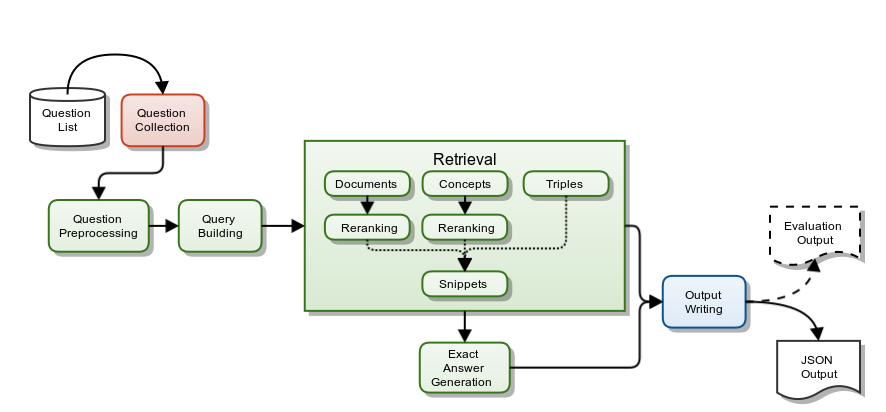 Question
List
Question
Collection
Question
Preprocessing
Query
Building
Retrieval
Documents
Concepts
Triples
Reranking
Reranking
Snippets
Exact
Answer
Generation
Output
Writing
Evaluation
Output
JSON
Output